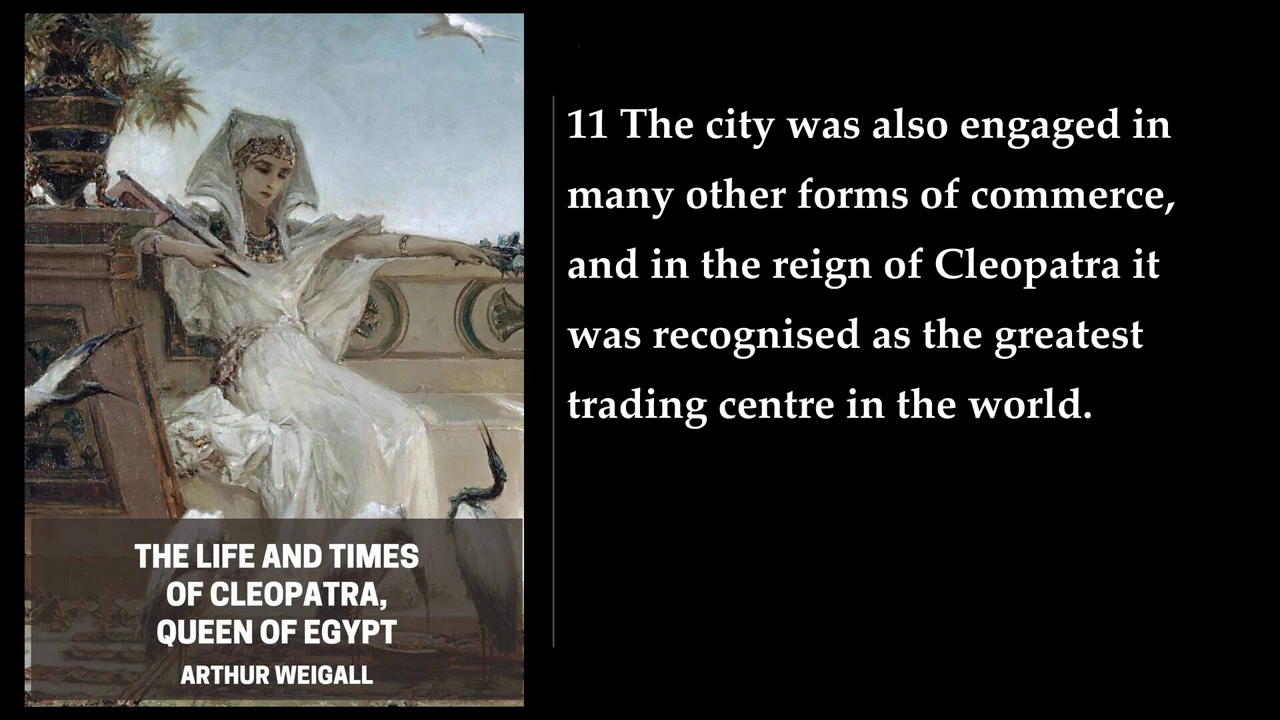 11 The city was also engaged in
many other forms of commerce,
and in the reign of Cleopatra it
was recognised as the greatest
trading centre in the world.
THE LIFE AND TIMES
OF CLEOPATRA,
QUEEN OF EGYPT
ARTHUR WEIGALL